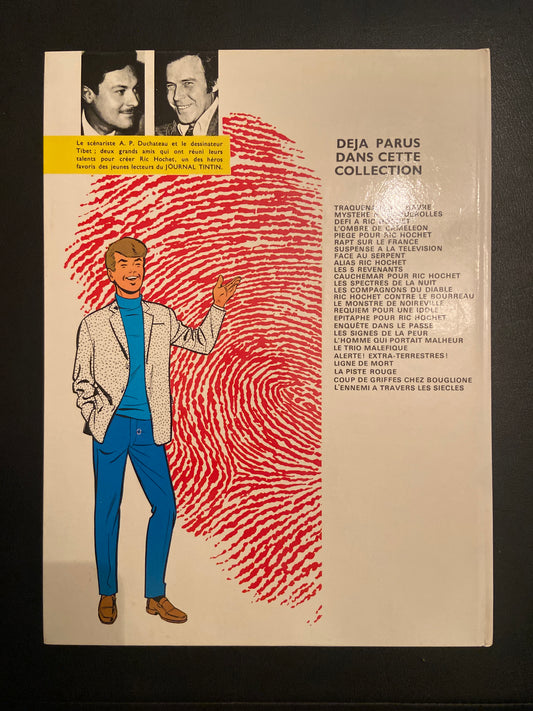 Le scénariste A. P. Duchateau et le dessinateur
Tibet ; deux grands amis qui ont réuni leurs
talents pour créer Ric Hochet, un des héros
favoris des jeunes lecteurs du JOURNAL TINTIN.
DEJA PARUS
DANS CETTE
COLLECTION
MYSTERE
DEFI A RIC HOCHET
L'OMBRE DE CAMELEON
PIEGE POUR RIC HOCHET
RAPT SUR LE FRANCE
SUSPENSE A LA TELEVISION
FACE AU SERPENT
ALIAS RIC HOCHET
LES 5 REVENANTS
CAUCHEMAR POUR RIC HOCHET
LES SPECTRES DE LA NUIT
LES COMPAGNONS DU DIABLE
RIC HOCHET CONTRE LE BOURREAU
LE MONSTRE DE NOIREVILLE
REQUIEM POUR UNE IDOLE
EPITAPHE POUR RIC HOCHET
ENQUÊTE DANS LE PASSE
LES SIGNES DE LA PEUR
L'HOMME QUI PORTAIT MALHEUR
LE TRIO MALEFIQUE
ALERTE! EXTRA-TERRESTRES!
LIGNE DE MORT
LA PISTE ROUGE
COUP DE GRIFFES CHEZ BOUGLIONE
L'ENNEMI A TRAVERS LES SIECLES